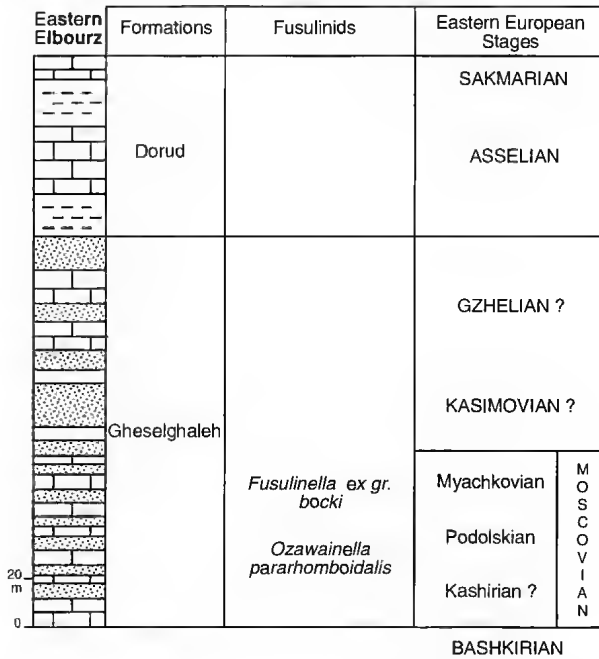 Eastern Elbourz
Formations
Fusulinids
Eastern European Stages
SAKMARIAN
Dorud
ASSELIAN
GZHELIAN ?
KASIMOVIAN ?
Gheselghaleh
Fusulinella ex gr.
bocki
Myachkovian
Ozawainella
pararhomboidalis
Podolskian
Kashirian ?
MOSCOVIAN
20
m
0
BASHKIRIAN